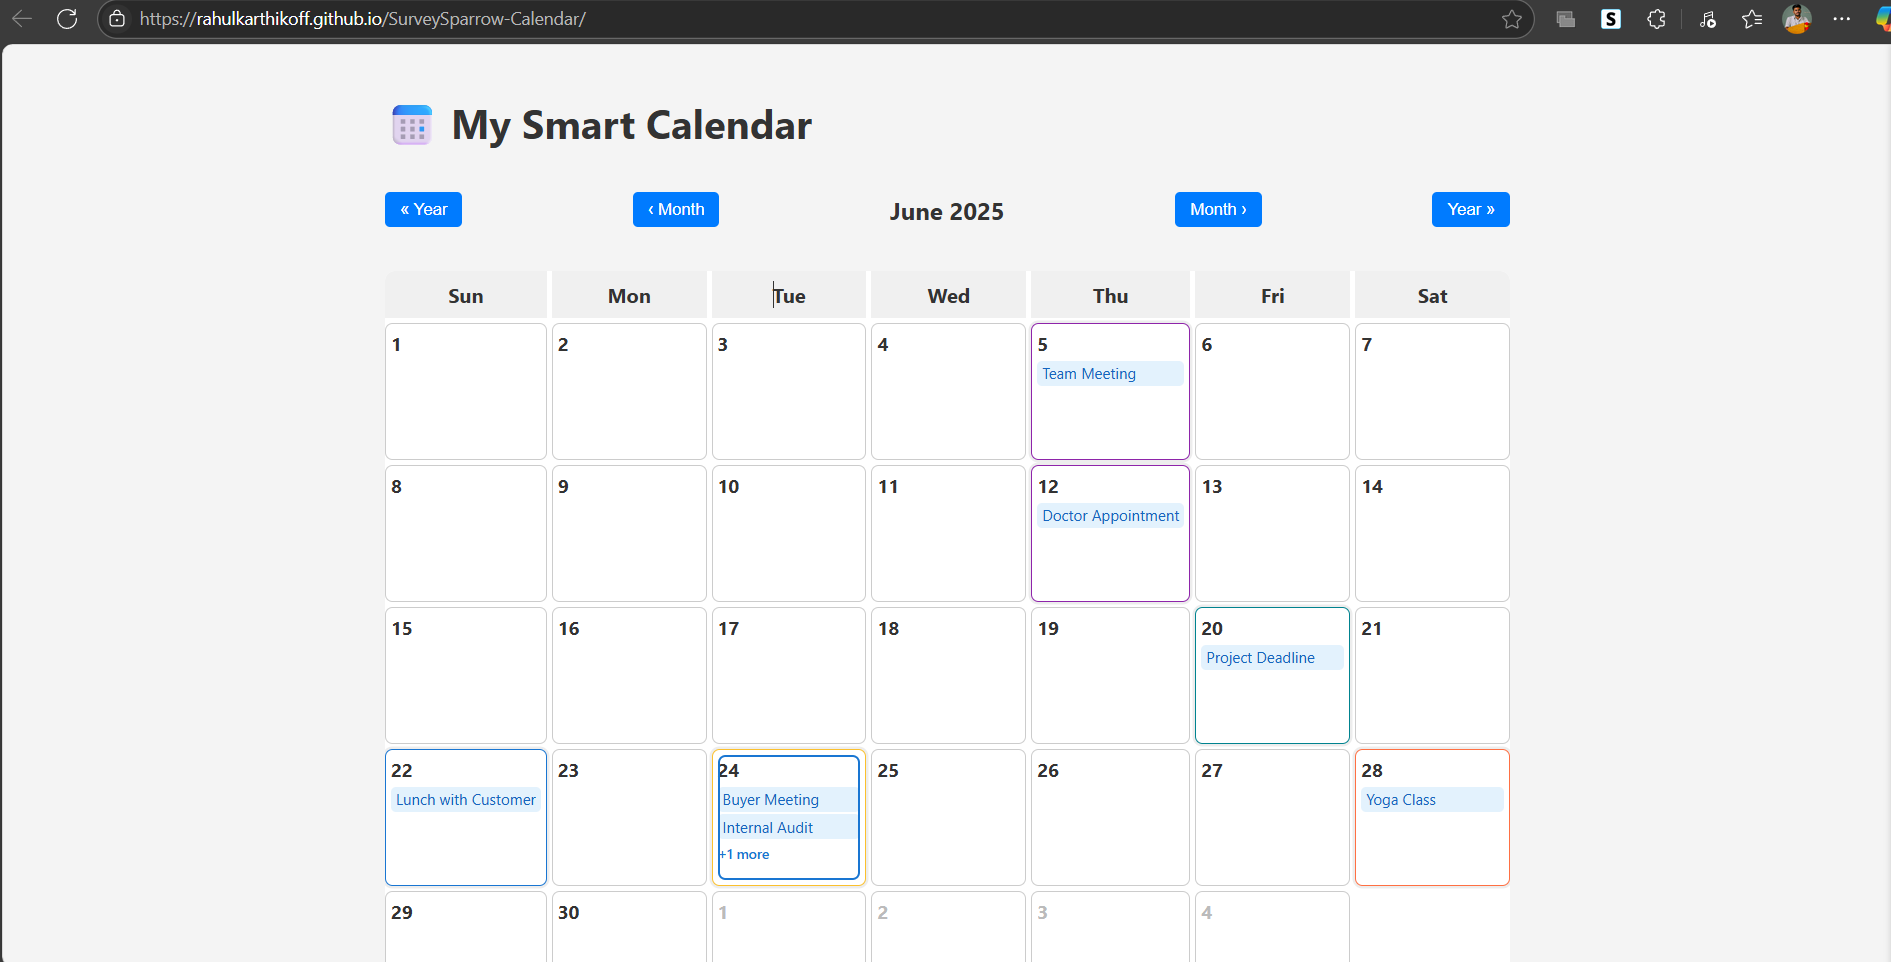 https://rahulkarthikoff.github.io/SurveySparrow-Calendar/
S
My Smart Calendar
« Year
‹ Month
June 2025
Month ›
Year »
Sun Mon Tue Wed Thu Fri Sat
1 2 3 4 5 6 7
Team Meeting
8 9 10 11 12 13 14
Doctor Appointment
15 16 17 18 19 20 21
Project Deadline
22 23 24 25 26 27 28
Lunch with Customer Buyer Meeting Yoga Class
Internal Audit
+1 more
29 30 1 2 3 4